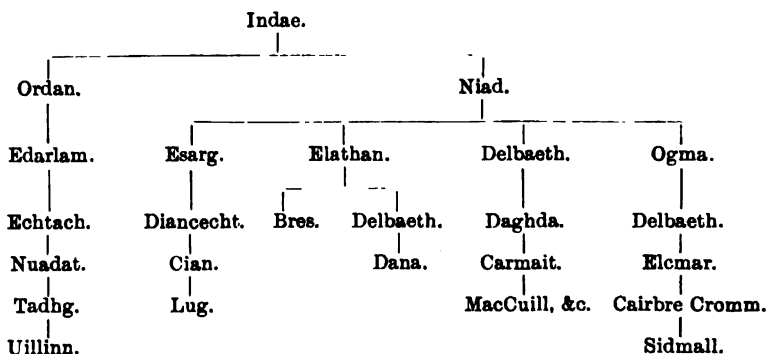 Indae.
Ordan. Niad.
Edarlam. Esarg. Elathan. Delbaeth. Ogma.
Echtach. Diancecht. Bres. Delbaeth. Daghda. Delbaeth.
Nuadat. Cian. Dana. Carmait. Elcmar.
Tadhg. Lug. MacCuill, &c. Cairbre Cromm.
Uillinn. Sidmall.